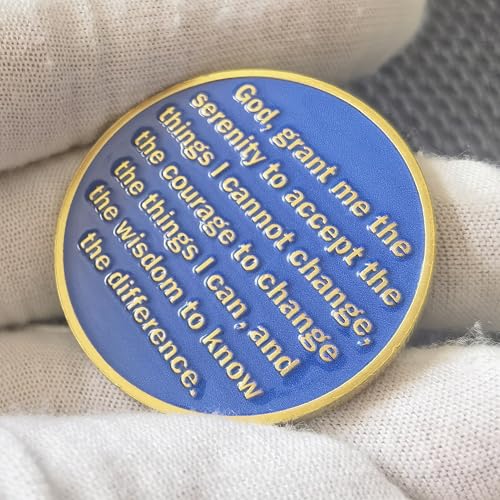 God, grant me the
serenity to accept the
things I cannot change,
the courage to change
the things I can, and
the wisdom to know
the difference.